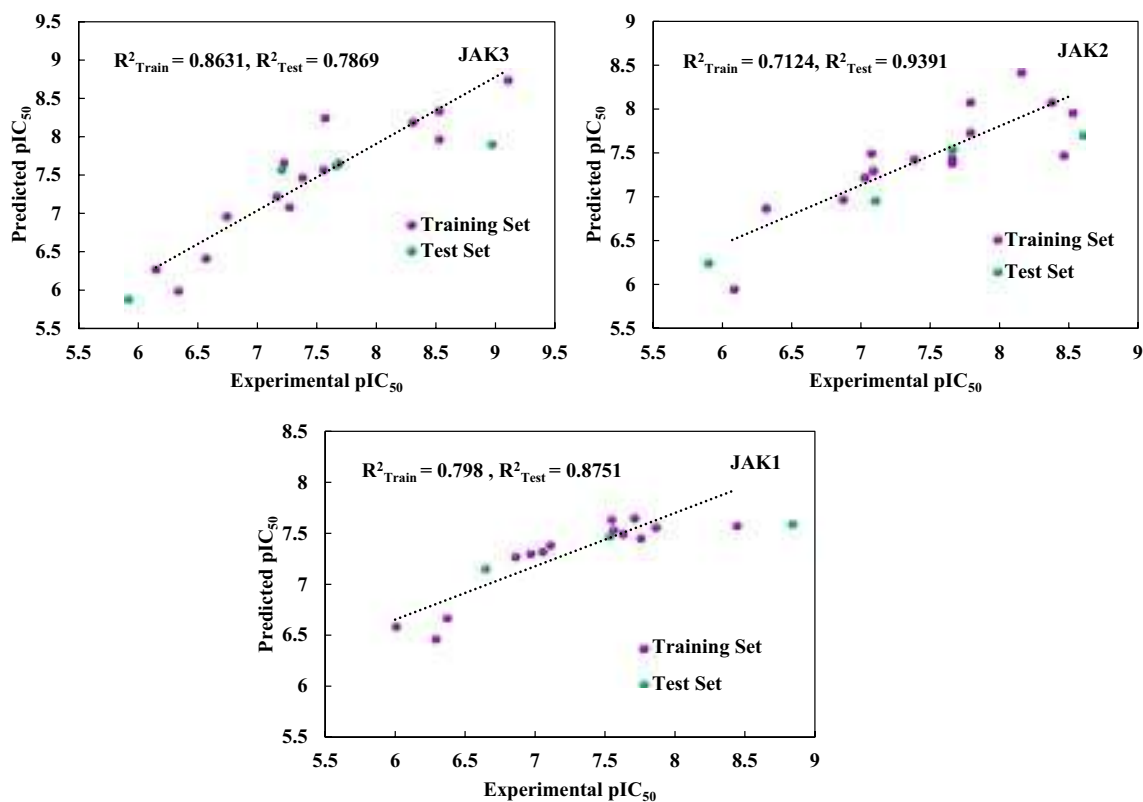 9.5
9
8.5
8
7.5
7
6.5
6
5.5
Predicted pIC50
R²Train = 0.8631, R²Test = 0.7869
JAK3
Training Set
Test Set
5.5 6 6.5 7 7.5 8 8.5 9 9.5
Experimental pIC50
9
8.5
8
7.5
7
6.5
6
5.5
Predicted pIC50
R²Train = 0.7124, R²Test = 0.9391
JAK2
Training Set
Test Set
5.5 6 6.5 7 7.5 8 8.5 9
Experimental pIC50
8.5
8
7.5
7
6.5
6
5.5
Predicted pIC50
R²Train = 0.798 , R²Test = 0.8751
JAK1
Training Set
Test Set
5.5 6 6.5 7 7.5 8 8.5 9
Experimental pIC50